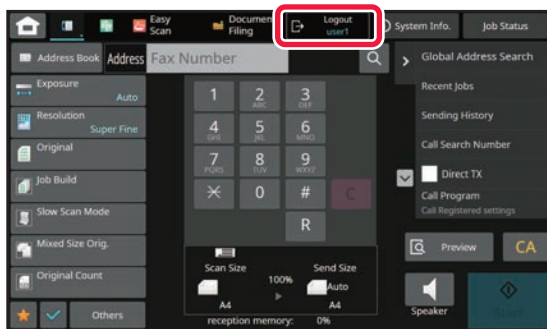 Easy
Scan
Documen
Filing
Logout
user1
System Info.
Job Status
Address Book
Address
Fax Number
Global Address Search
Exposure
Auto
Resolution
Super Fine
Original
Job Build
Slow Scan Mode
Mixed Size Orig.
Original Count
Others
1
2
ABC
3
DEF
4
GHI
5
JKL
6
MNO
7
PQRS
8
TUV
9
WXYZ
0
#
C
R
Scan Size
100%
Send Size
Auto
A4
A4
reception memory: 0%
Recent Jobs
Sending History
Call Search Number
Direct TX
Call Program
Call Registered settings
Preview
CA
Speaker
Start